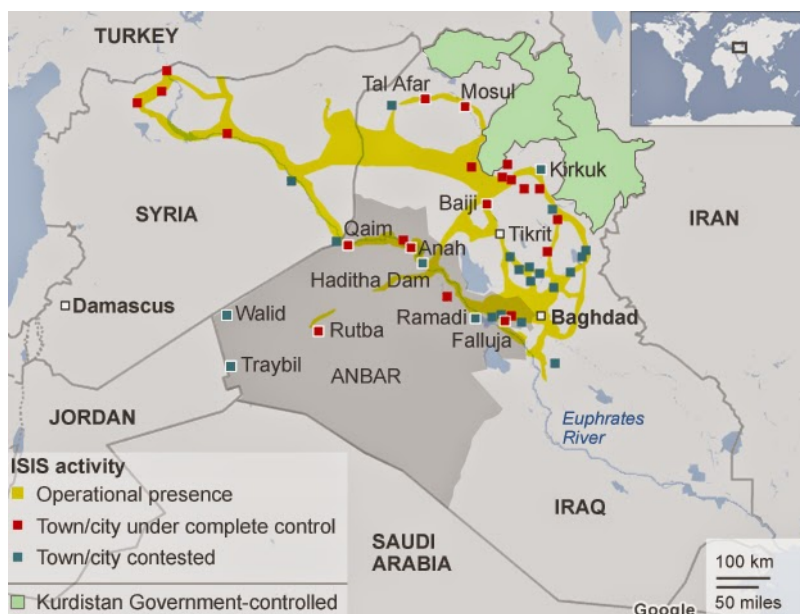 TURKEY
Tal Afar
Mosul
Kirkuk
Baiji
SYRIA
IRAN
Qaim
Tikrit
Anah
Haditha Dam
Damascus
Walid
Ramadi
Baghdad
Rutba
Falluja
Traybil
ANBAR
JORDAN
Euphrates
River
ISIS activity
Operational presence
IRAQ
Town/city under complete control
SAUDI
ARABIA
Town/city contested
100 km
50 miles
Kurdistan Government-controlled
Google